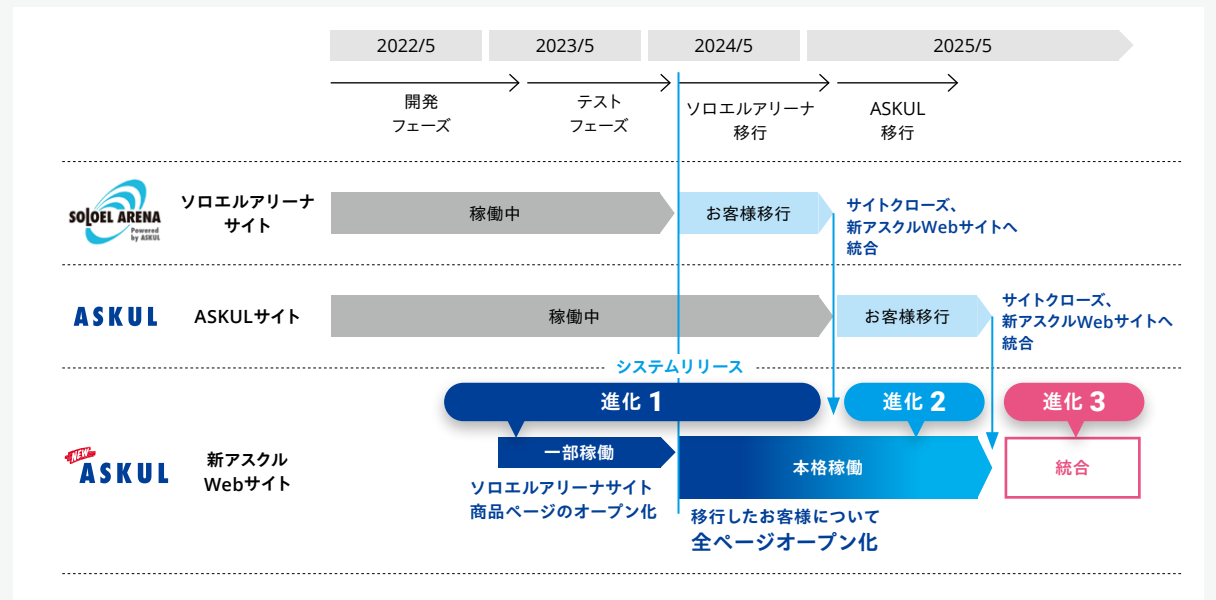 2022/5
2023/5
2024/5
2025/5
開発
フェーズ
テスト
フェーズ
ソロエルアリーナ
移行
ASKUL
移行
SOLOEL ARENA
Powered
by ASKUL
ソロエルアリーナ
サイト
稼働中
お客様移行
サイトクローズ、
新アスクルWebサイトへ
統合
ASKUL
ASKULサイト
稼働中
お客様移行
サイトクローズ、
新アスクルWebサイトへ
統合
システムリリース
進化 1
進化 2
進化 3
NEW
ASKUL
新アスクル
Webサイト
一部稼働
本格稼働
統合
ソロエルアリーナサイト
商品ページのオープン化
移行したお客様について
全ページオープン化